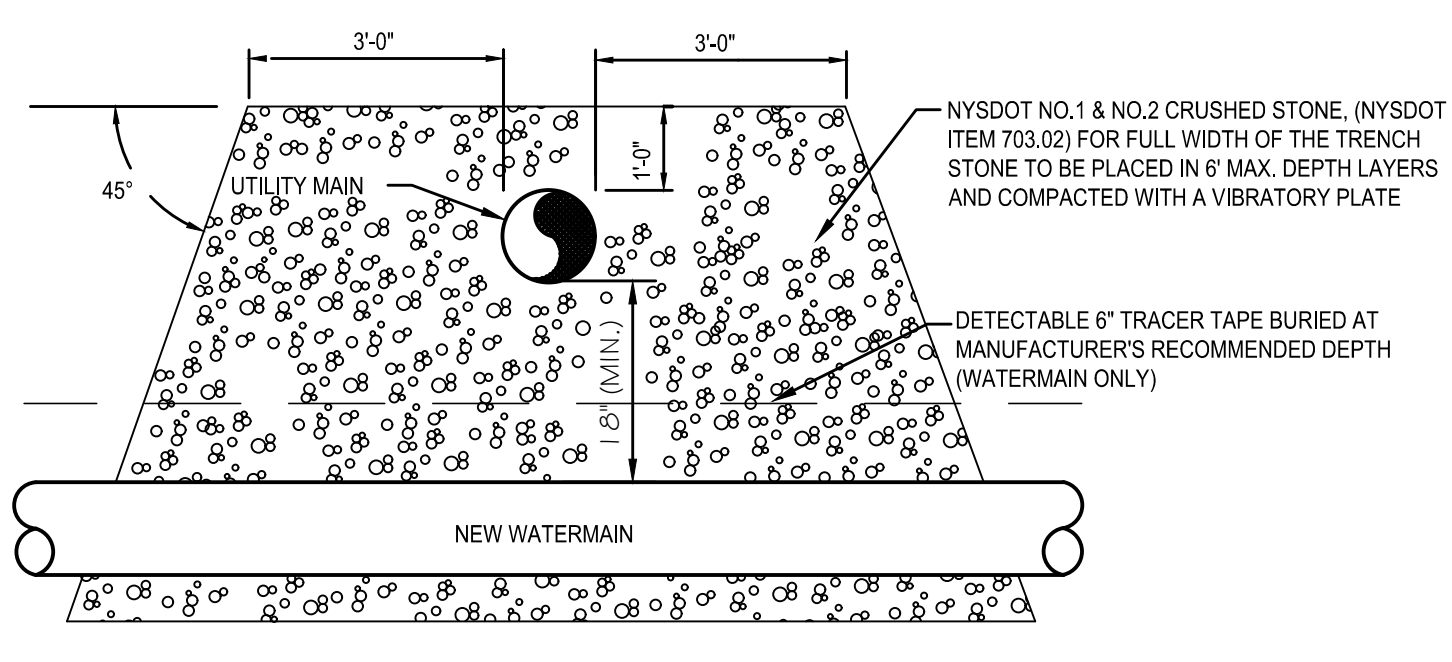 3'-0"
3'-0"
NYSDOT NO.1 & NO.2 CRUSHED STONE, (NYSDOT
ITEM 703.02) FOR FULL WIDTH OF THE TRENCH
STONE TO BE PLACED IN 6' MAX. DEPTH LAYERS
AND COMPACTED WITH A VIBRATORY PLATE
1'-0"
45°
UTILITY MAIN
DETECTABLE 6" TRACER TAPE BURIED AT
MANUFACTURER'S RECOMMENDED DEPTH
(WATERMAIN ONLY)
18" (MIN.)
NEW WATERMAIN